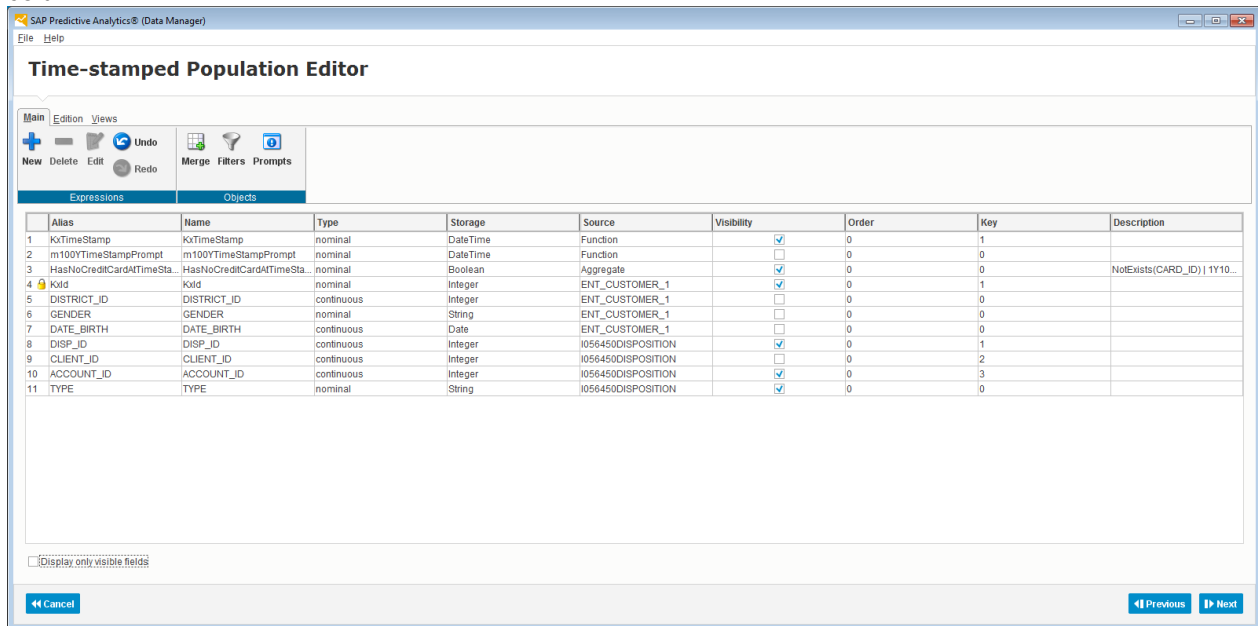 SAP Predictive Analytics® (Data Manager)
File Help
Time-stamped Population Editor
Main Edition Views
New Delete Edit Undo Redo Merge Filters Prompts
Expressions Objects
Alias Name Type Storage Source Visibility Order Key Description
1 KxTimeStamp KxTimeStamp nominal DateTime Function 0 1
2 m100YTimeStampPrompt m100YTimeStampPrompt nominal DateTime Function 0 0
3 HasNoCreditCardAtTimeSta... HasNoCreditCardAtTimeSta... nominal Boolean Aggregate 0 0 NotExists(CARD_ID) | 1Y10...
4 KxId KxId nominal Integer ENT_CUSTOMER_1 0 1
5 DISTRICT_ID DISTRICT_ID continuous Integer ENT_CUSTOMER_1 0 0
6 GENDER GENDER nominal String ENT_CUSTOMER_1 0 0
7 DATE_BIRTH DATE_BIRTH continuous Date ENT_CUSTOMER_1 0 0
8 DISP_ID DISP_ID continuous Integer I056450DISPOSITION 0 1
9 CLIENT_ID CLIENT_ID continuous Integer I056450DISPOSITION 0 2
10 ACCOUNT_ID ACCOUNT_ID continuous Integer I056450DISPOSITION 0 3
11 TYPE TYPE nominal String I056450DISPOSITION 0 0
Display only visible fields
Cancel Previous Next